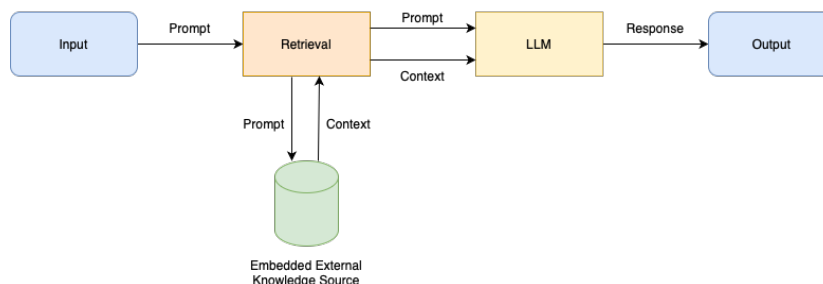 Input
Prompt
Retrieval
Prompt
Context
LLM
Response
Output
Prompt
Context
Embedded External
Knowledge Source